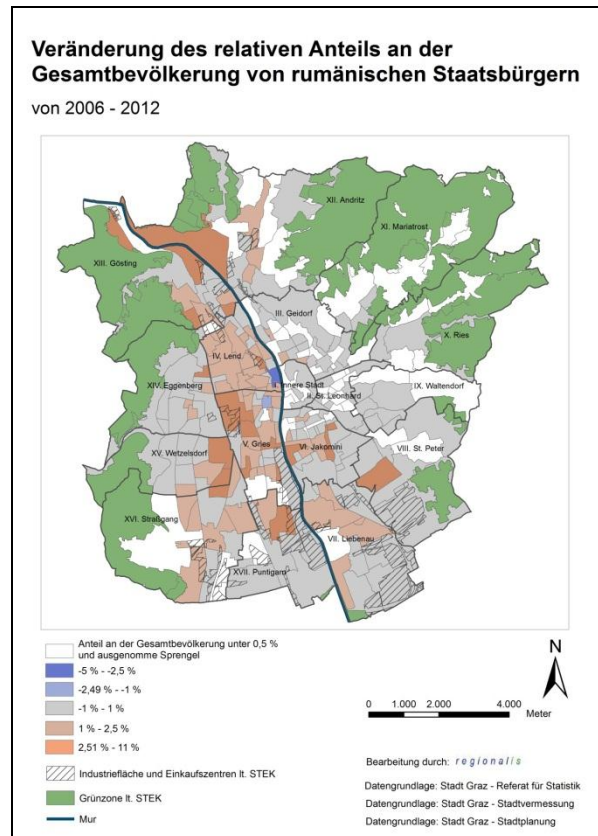 Veränderung des relativen Anteils an der
Gesamtbevölkerung von rumänischen Staatsbürgern
von 2006 - 2012
XII. Andritz
XI. Mariatrost
XIII. Gösting
III. Geidorf
X. Ries
IV. Lend
XIV. Eggenberg
I. Innere Stadt
II. St. Leonhard
IX. Waltendorf
V. Gries
VI. Jakomini
VIII. St. Peter
XV. Wetzelsdorf
XVI. Straßgang
VII. Liebenau
XVII. Puntigam
Anteil an der Gesamtbevölkerung unter 0,5 %
und ausgenomme Sprengel
-5 % - -2,5 %
-2,49 % - -1 %
-1 % - 1 %
1 % - 2,5 %
2,51 % - 11 %
Industriefläche und Einkaufszentren lt. STEK
Grünzone lt. STEK
Mur
N
0 1.000 2.000 4.000
Meter
Bearbeitung durch: regionalis
Datengrundlage: Stadt Graz - Referat für Statistik
Datengrundlage: Stadt Graz - Stadtvermessung
Datengrundlage: Stadt Graz - Stadtplanung